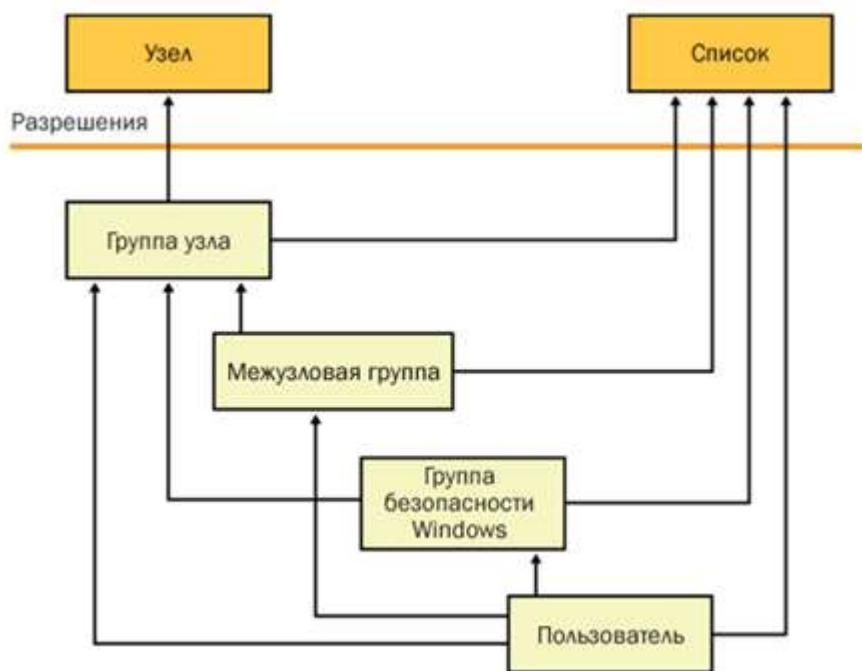 Узел
Список
Разрешения
Группа узла
Межузловая группа
Группа
безопасности
Windows
Пользователь